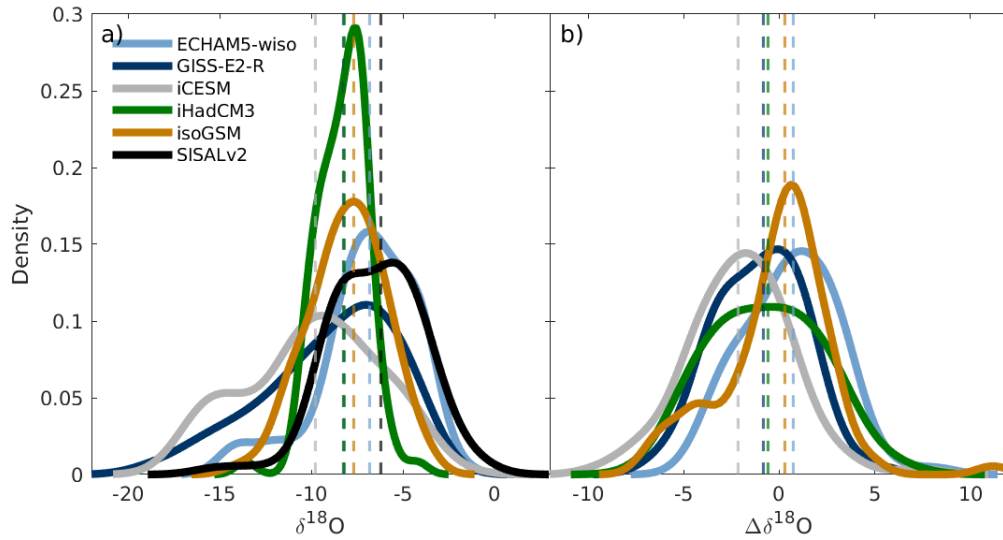 a)
b)
ECHAM5-wiso
GISS-E2-R
iCESM
iHadCM3
isoGSM
SISALv2
Density
0.3
0.25
0.2
0.15
0.1
0.05
0
-20 -15 -10 -5 0
-10 -5 0 5 10
δ¹⁸O
Δδ¹⁸O